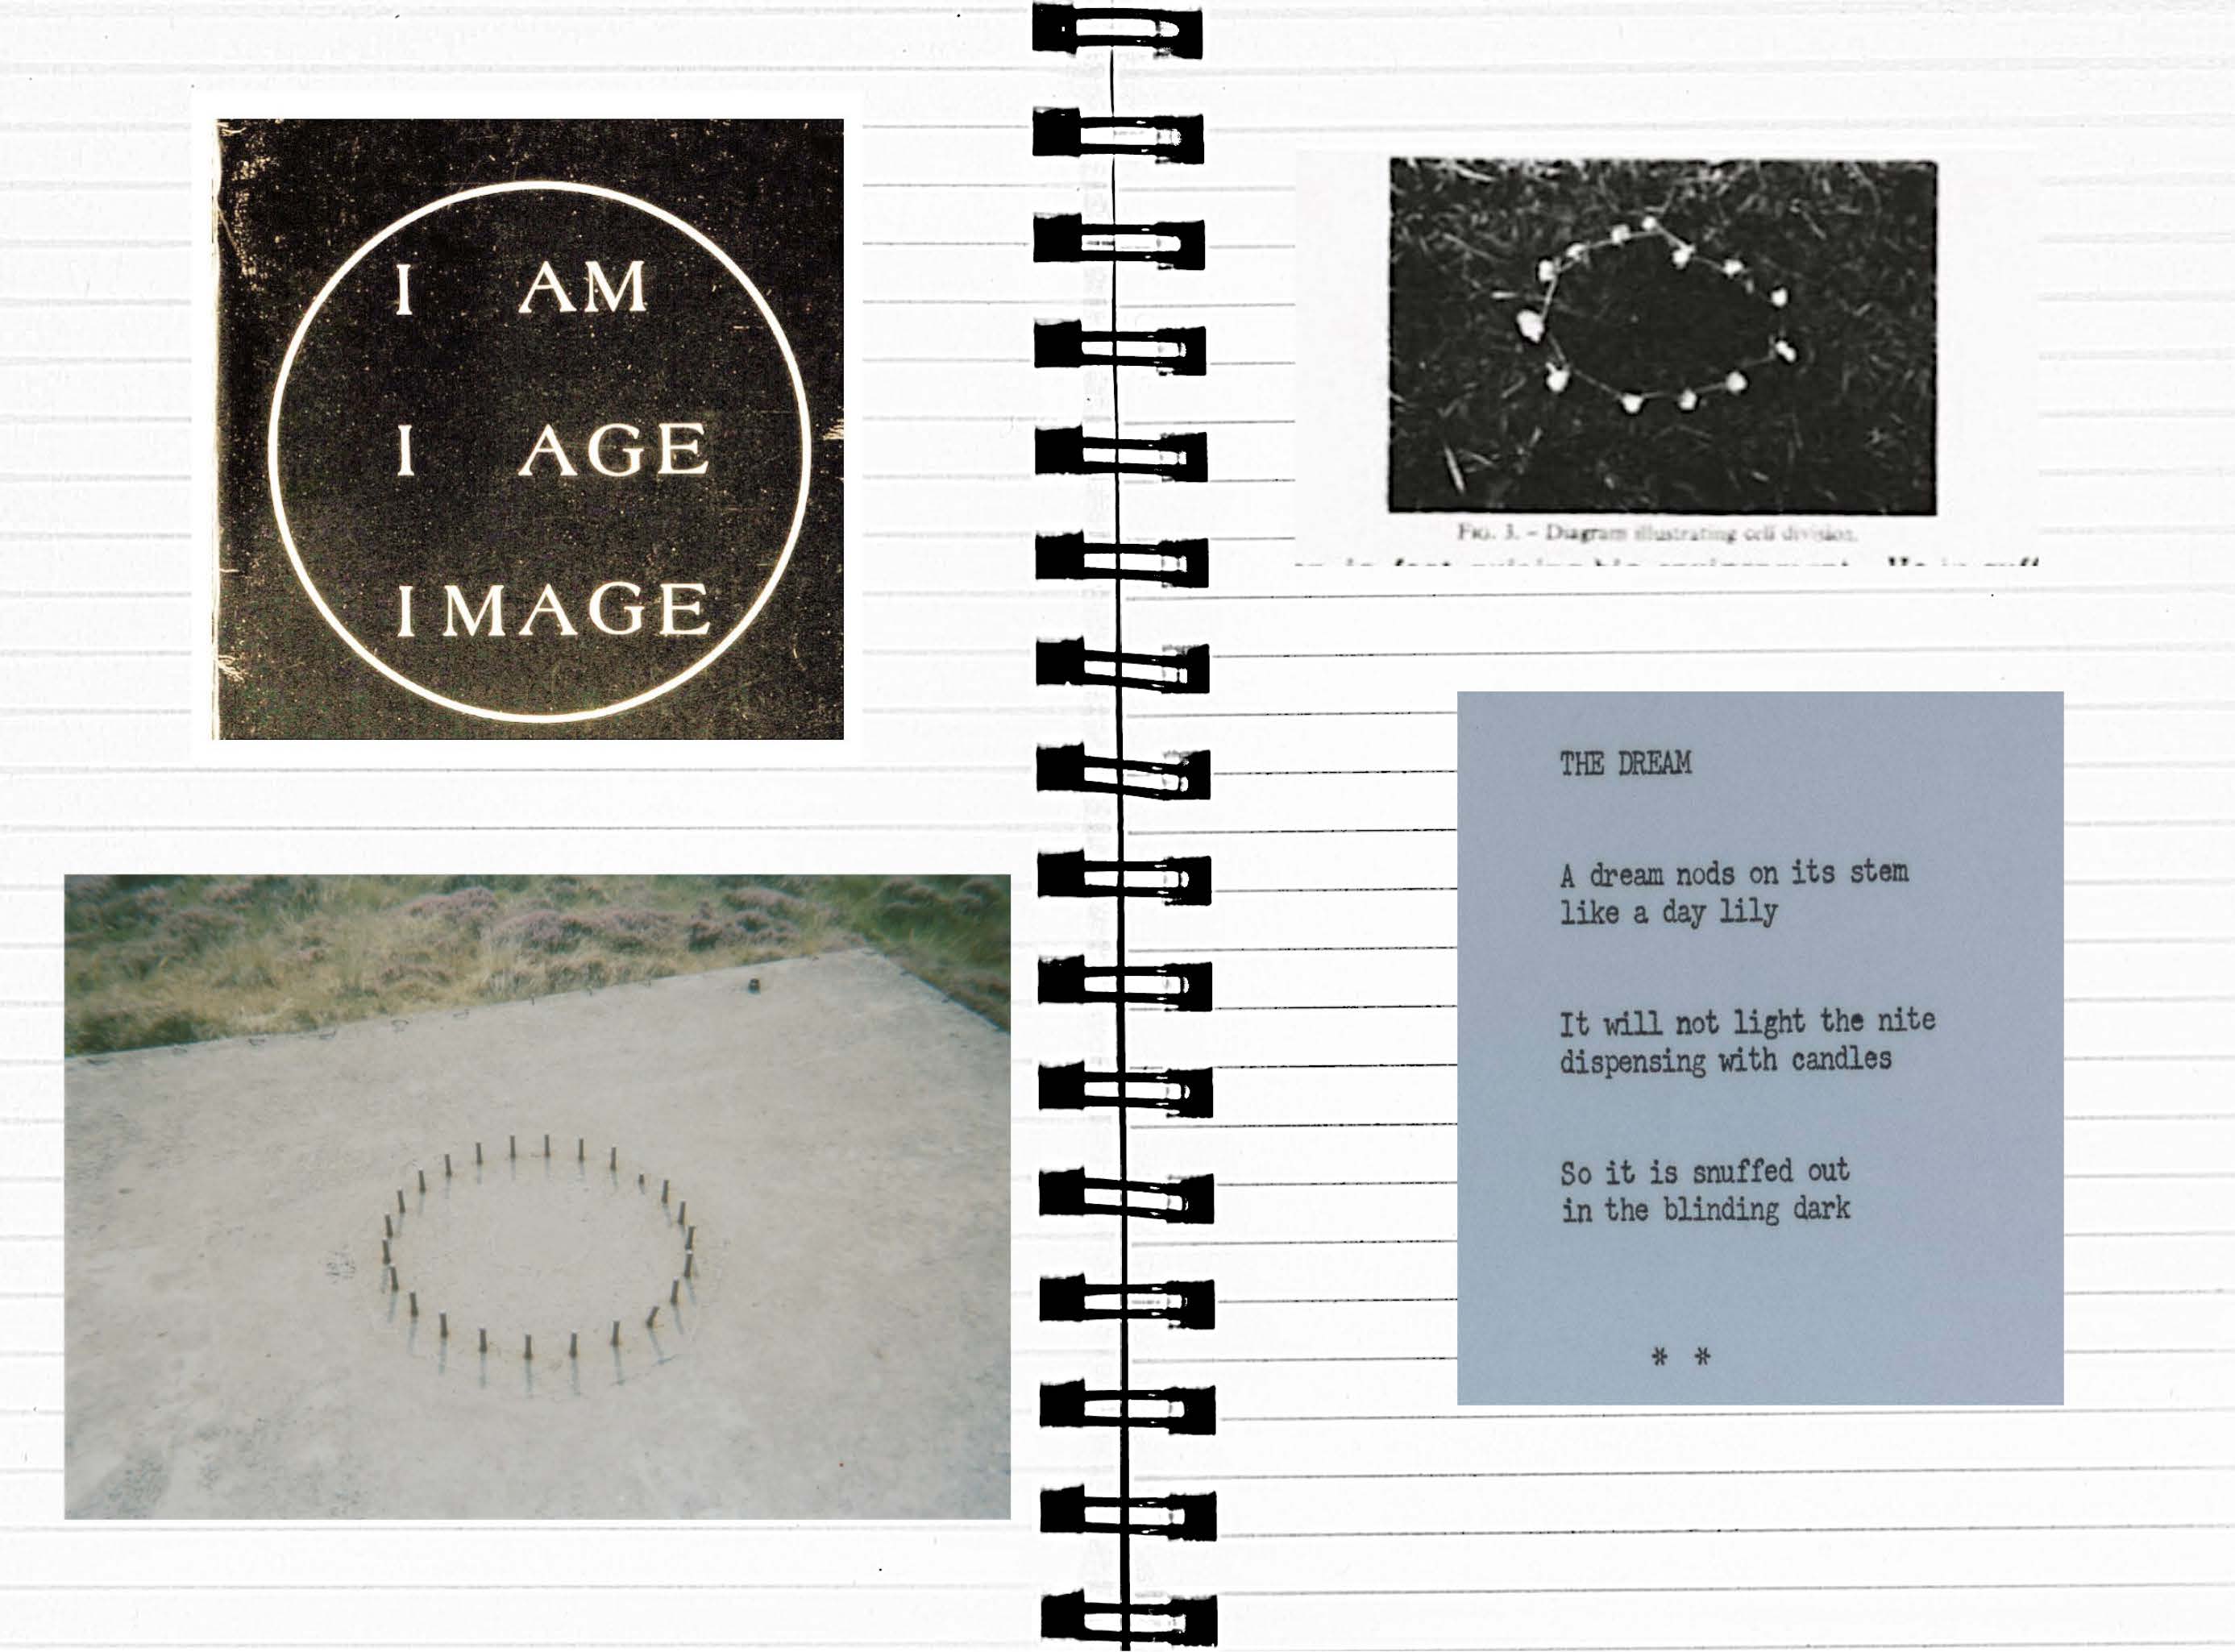 I AM
I AGE
IMAGE
FIG. 3. – Diagram illustrating cell division.
THE DREAM
A dream nods on its stem
like a day lily
It will not light the nite
dispensing with candles
So it is snuffed out
in the blinding dark
* *